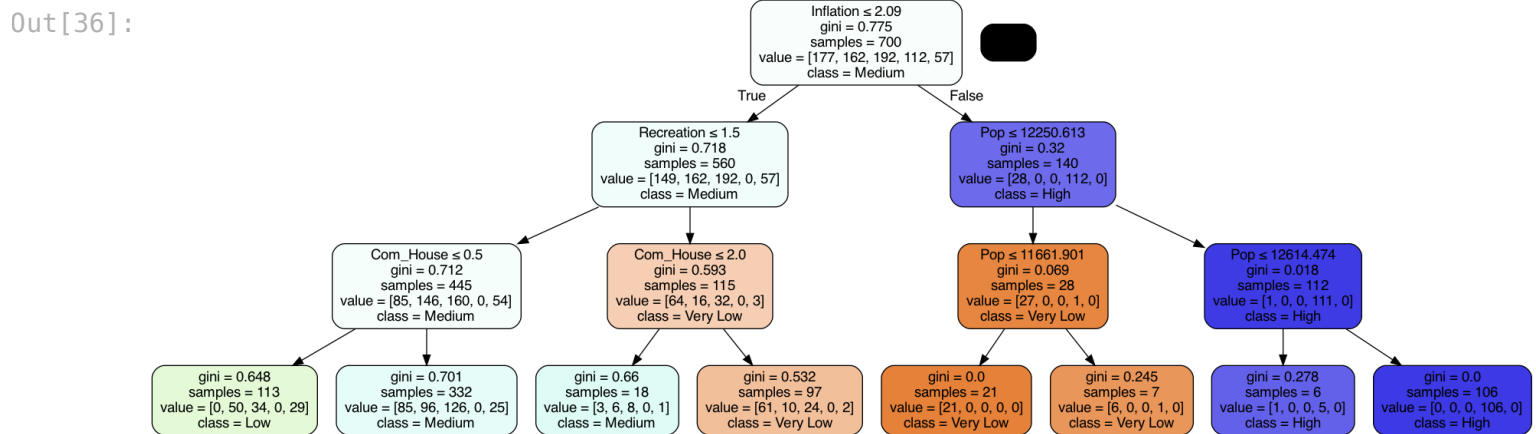 Out[36]:
Inflation ≤ 2.09
gini = 0.775
samples = 700
value = [177, 162, 192, 112, 57]
class = Medium
True
False
Recreation ≤ 1.5
gini = 0.718
samples = 560
value = [149, 162, 192, 0, 57]
class = Medium
Pop ≤ 12250.613
gini = 0.32
samples = 140
value = [28, 0, 0, 112, 0]
class = High
Com_House ≤ 0.5
gini = 0.712
samples = 445
value = [85, 146, 160, 0, 54]
class = Medium
Com_House ≤ 2.0
gini = 0.593
samples = 115
value = [64, 16, 32, 0, 3]
class = Very Low
Pop ≤ 11661.901
gini = 0.069
samples = 28
value = [27, 0, 0, 1, 0]
class = Very Low
Pop ≤ 12614.474
gini = 0.018
samples = 112
value = [1, 0, 0, 111, 0]
class = High
gini = 0.648
samples = 113
value = [0, 50, 34, 0, 29]
class = Low
gini = 0.701
samples = 332
value = [85, 96, 126, 0, 25]
class = Medium
gini = 0.66
samples = 18
value = [3, 6, 8, 0, 1]
class = Medium
gini = 0.532
samples = 97
value = [61, 10, 24, 0, 2]
class = Very Low
gini = 0.0
samples = 21
value = [21, 0, 0, 0, 0]
class = Very Low
gini = 0.245
samples = 7
value = [6, 0, 0, 1, 0]
class = Very Low
gini = 0.278
samples = 6
value = [1, 0, 0, 5, 0]
class = High
gini = 0.0
samples = 106
value = [0, 0, 0, 106, 0]
class = High